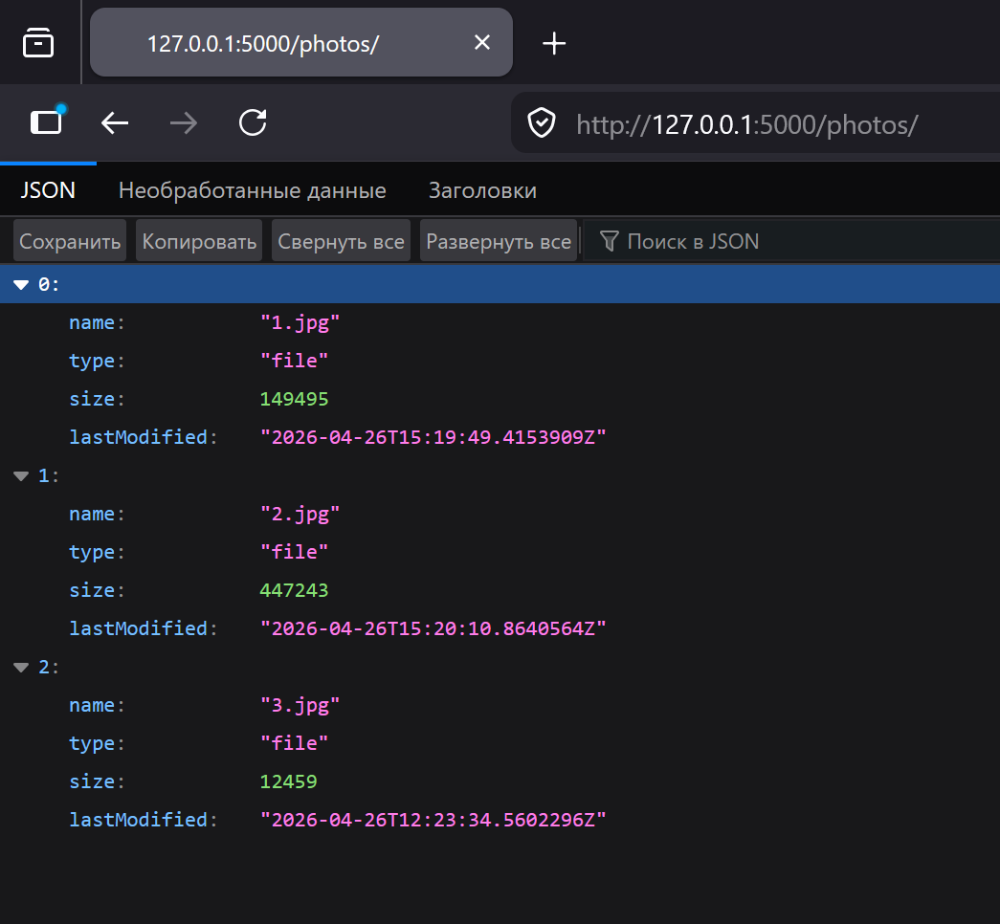 127.0.0.1:5000/photos/
http://127.0.0.1:5000/photos/
JSON Необработанные данные Заголовки
Сохранить Копировать Свернуть все Развернуть все Поиск в JSON
0:
name: "1.jpg"
type: "file"
size: 149495
lastModified: "2026-04-26T15:19:49.4153909Z"
1:
name: "2.jpg"
type: "file"
size: 447243
lastModified: "2026-04-26T15:20:10.8640564Z"
2:
name: "3.jpg"
type: "file"
size: 12459
lastModified: "2026-04-26T12:23:34.5602296Z"